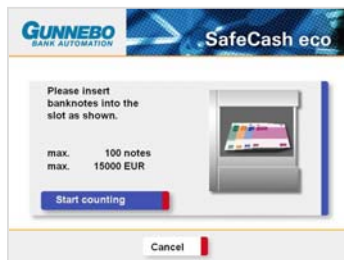 GUNNEBO
BANK AUTOMATION
SafeCash eco
Please insert
banknotes into the
slot as shown.
max. 100 notes
max. 15000 EUR
Start counting
Cancel